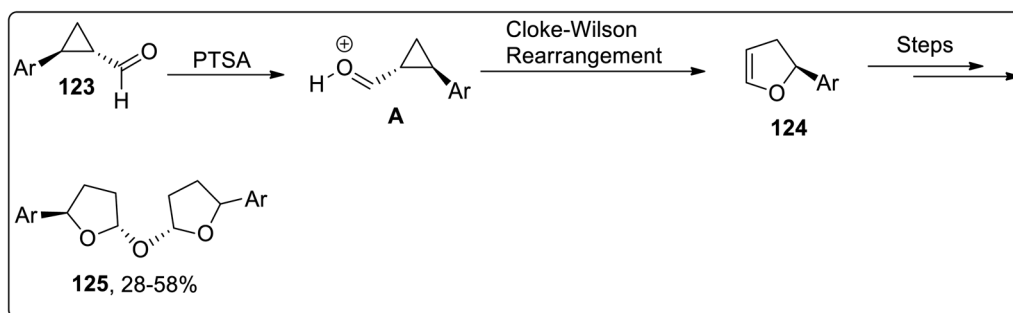 O
Ar
123
H
PTSA
⊕
H
O
Ar
A
Cloke-Wilson
Rearrangement
O
Ar
124
Steps
Ar
O
O
O
Ar
125, 28-58%